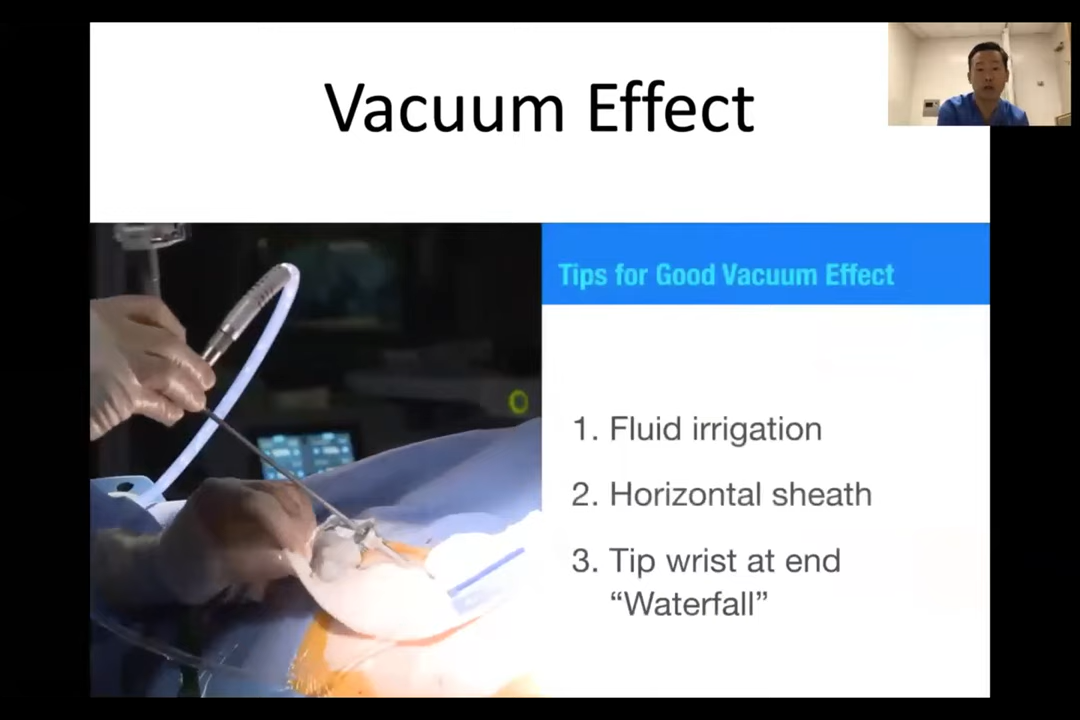 Vacuum Effect
Tips for Good Vacuum Effect
1. Fluid irrigation
2. Horizontal sheath
3. Tip wrist at end
“Waterfall”